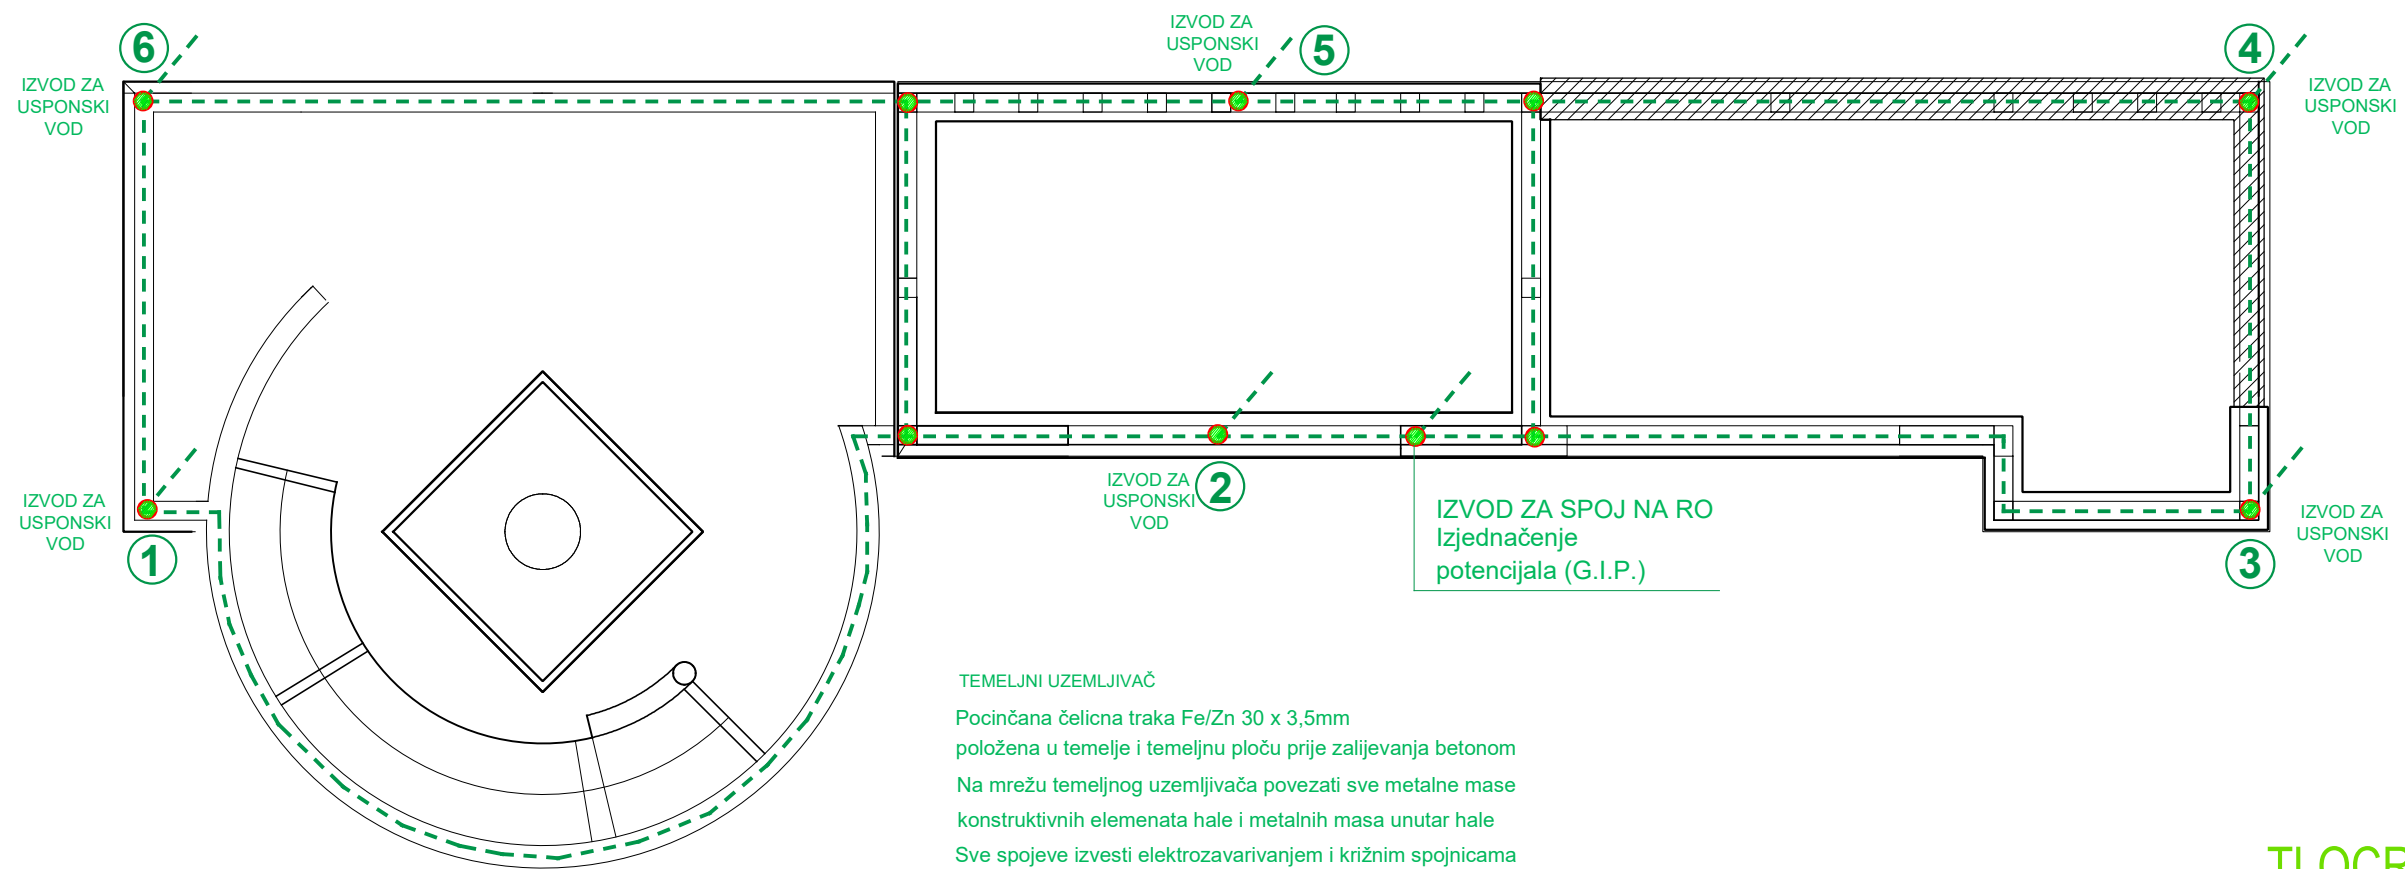 6
IZVOD ZA
USPONSKI
VOD
IZVOD ZA
USPONSKI
VOD
5
4
IZVOD ZA
USPONSKI
VOD
IZVOD ZA
USPONSKI
VOD
1
IZVOD ZA
USPONSKI
VOD
2
IZVOD ZA SPOJ NA RO
Izjednačenje
potencijala (G.I.P.)
IZVOD ZA
USPONSKI
VOD
3
TEMELJNI UZEMLJIVAČ
Pocinčana čelicna traka Fe/Zn 30 x 3,5mm
položena u temelje i temeljnu ploču prije zalijevanja betonom
Na mrežu temeljnog uzemljivača povezati sve metalne mase
konstruktivnih elemenata hale i metalnih masa unutar hale
Sve spojeve izvesti elektrozavarivanjem i križnim spojnicama